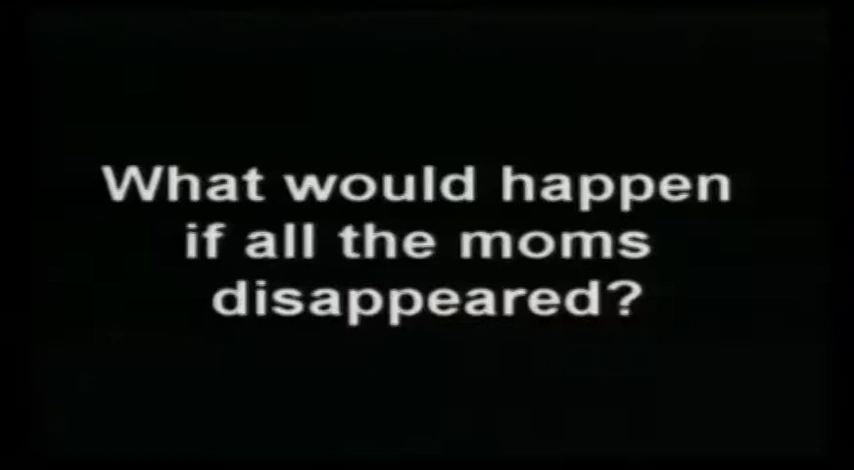 What would happen
if all the moms
disappeared?